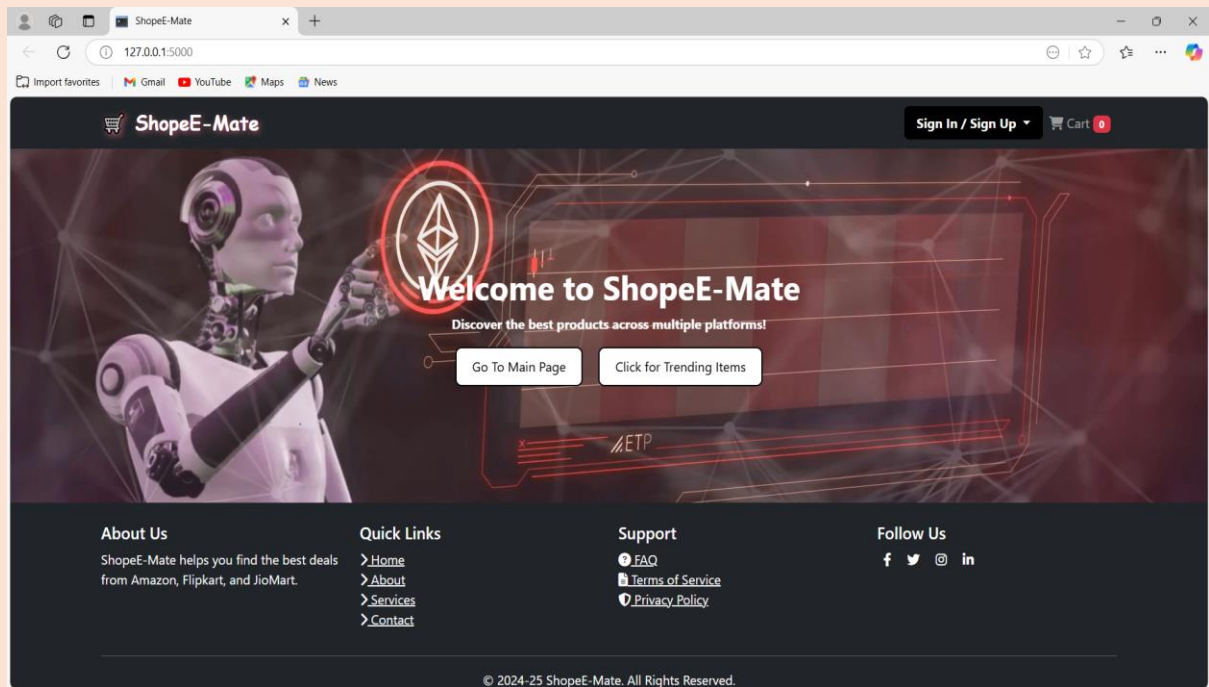 ShopeE-Mate
127.0.0.1:5000
Import favorites Gmail YouTube Maps News
ShopeE-Mate Sign In / Sign Up Cart 0
Welcome to ShopeE-Mate
Discover the best products across multiple platforms!
Go To Main Page Click for Trending Items
ETP
About Us
ShopeE-Mate helps you find the best deals
from Amazon, Flipkart, and JioMart.
Quick Links
Home
About
Services
Contact
Support
FAQ
Terms of Service
Privacy Policy
Follow Us
© 2024-25 ShopeE-Mate. All Rights Reserved.